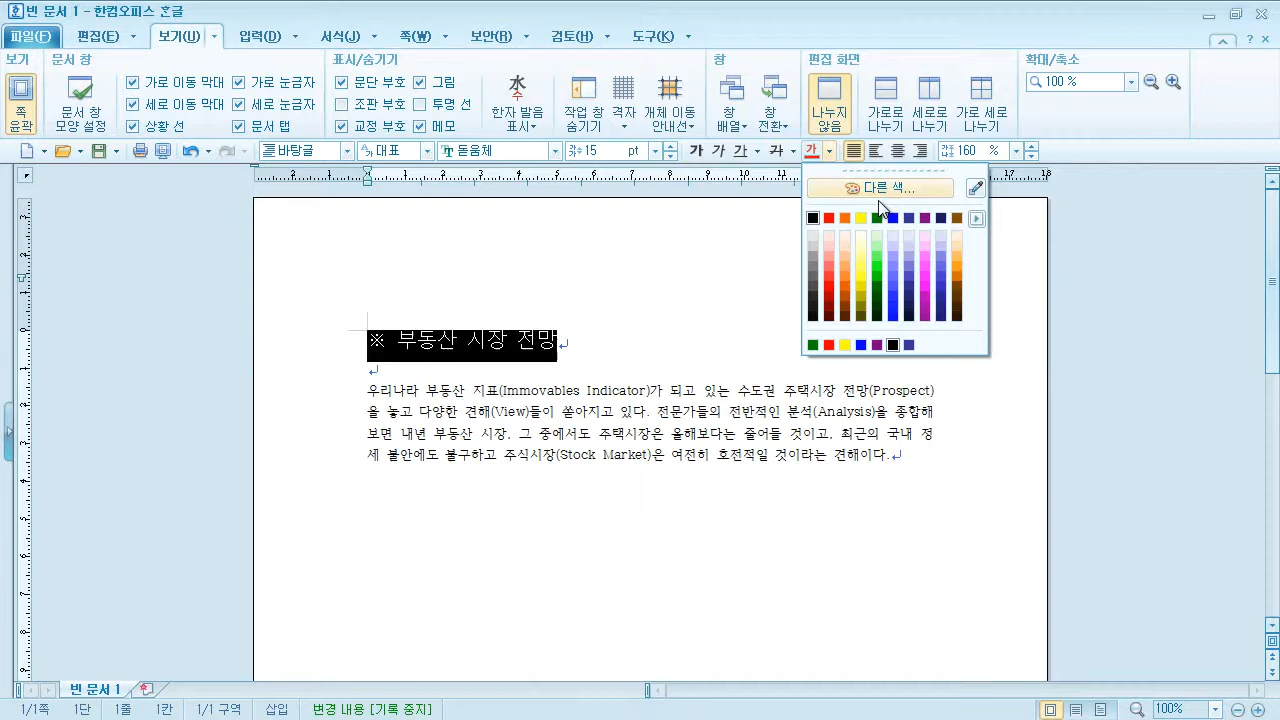 빈 문서 1 - 한컴오피스 한글
파일(F) 편집(E) 보기(U) 입력(D) 서식(J) 쪽(W) 보안(B) 검토(H) 도구(K)
보기 문서 창 표시/숨기기 창 편집 화면 확대/축소
쪽 윤곽
문서 창 모양 설정
가로 이동 막대 가로 눈금자
세로 이동 막대 세로 눈금자
상황 선 문서 탭
문단 부호 그림
조판 부호 투명 선
교정 부호 메모
水
한자 발음 표시
작업 창 숨기기
격자
개체 이동 안내선
창 배열
창 전환
나누지 않음
가로로 나누기
세로로 나누기
가로 세로 나누기
100 %
바탕글 대표 돋움체 15 pt 가 가 가 가 가 160 %
다른 색...
※ 부동산 시장 전망
우리나라 부동산 지표(Immovables Indicator)가 되고 있는 수도권 주택시장 전망(Prospect)
을 놓고 다양한 견해(View)들이 쏟아지고 있다. 전문가들의 전반적인 분석(Analysis)을 종합해
보면 내년 부동산 시장, 그 중에서도 주택시장은 올해보다는 줄어들 것이고, 최근의 국내 정
세 불안에도 불구하고 주식시장(Stock Market)은 여전히 호전적일 것이라는 견해이다.
빈 문서 1
1/1쪽 1단 1줄 1칸 1/1 구역 삽입 변경 내용 [기록 중지] 100%